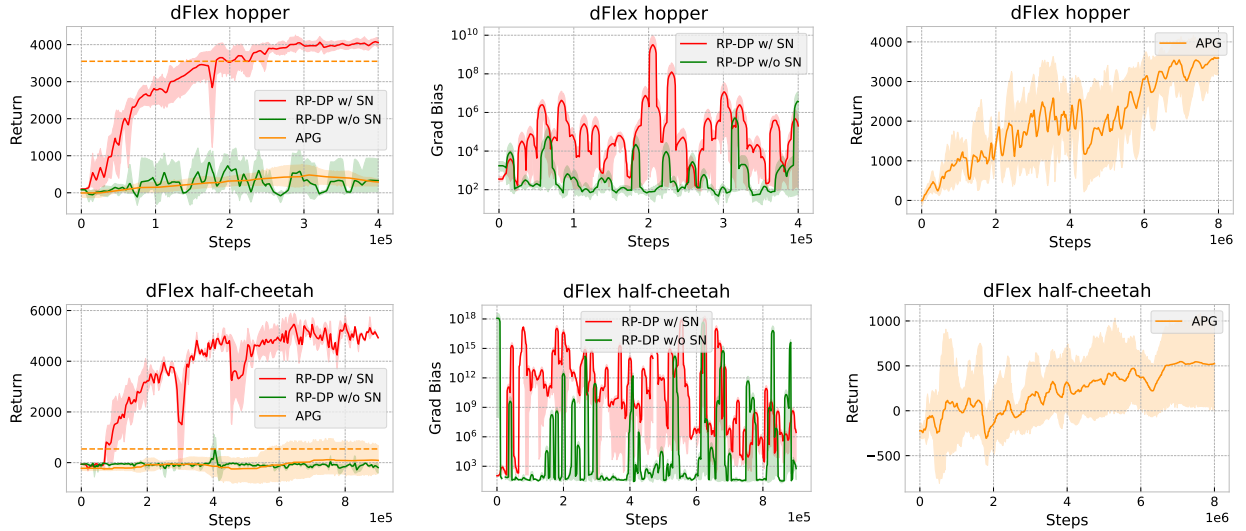 dFlex hopper
Return
4000
3000
2000
1000
0
RP-DP w/ SN
RP-DP w/o SN
APG
0
1
2
3
4
1e5
Steps
dFlex hopper
Grad Bias
10^10
10^8
10^6
10^4
10^2
RP-DP w/ SN
RP-DP w/o SN
0
1
2
3
4
1e5
Steps
dFlex hopper
Return
4000
3000
2000
1000
0
APG
0
2
4
6
8
1e6
Steps
dFlex half-cheetah
Return
6000
4000
2000
0
RP-DP w/ SN
RP-DP w/o SN
APG
0
2
4
6
8
1e5
Steps
dFlex half-cheetah
Grad Bias
10^18
10^15
10^12
10^9
10^6
10^3
RP-DP w/ SN
RP-DP w/o SN
0
2
4
6
8
1e5
Steps
dFlex half-cheetah
Return
1000
500
0
−500
APG
0
2
4
6
8
1e6
Steps